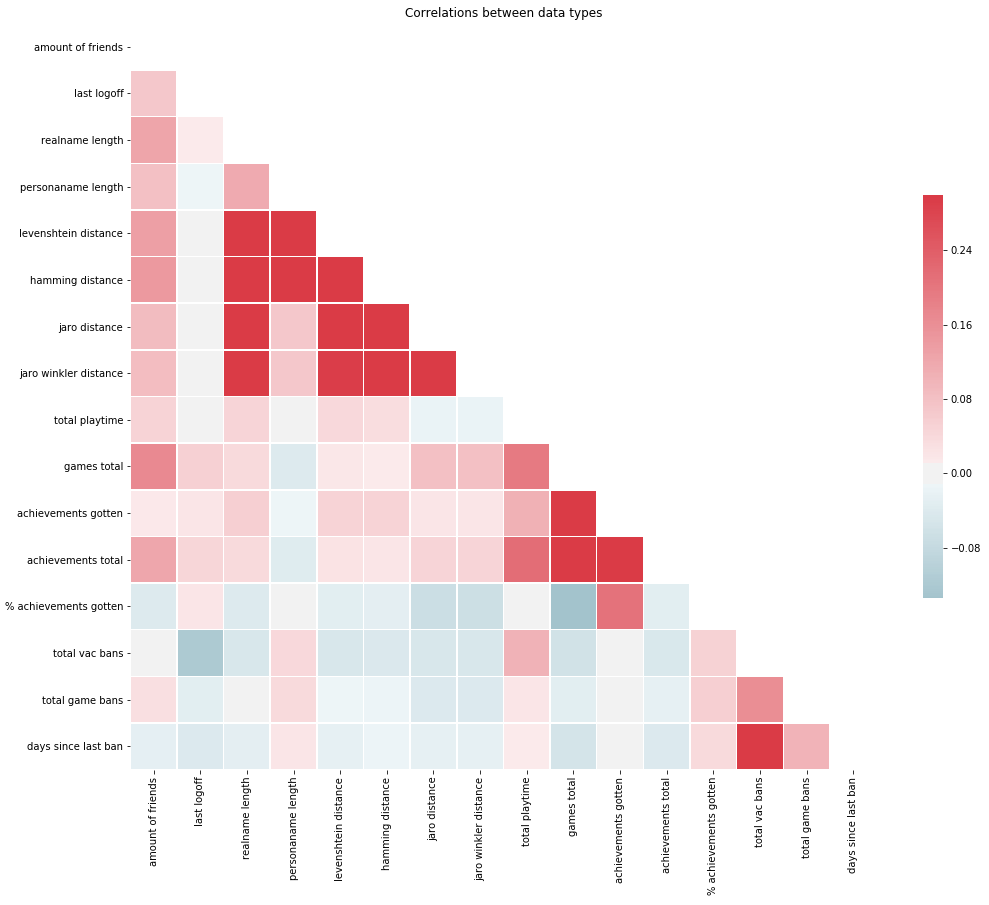 Correlations between data types
amount of friends
last logoff
realname length
personaname length
levenshtein distance
hamming distance
jaro distance
jaro winkler distance
total playtime
games total
achievements gotten
achievements total
% achievements gotten
total vac bans
total game bans
days since last ban
0.24
0.16
0.08
0.00
−0.08
amount of friends
last logoff
realname length
personaname length
levenshtein distance
hamming distance
jaro distance
jaro winkler distance
total playtime
games total
achievements gotten
achievements total
% achievements gotten
total vac bans
total game bans
days since last ban